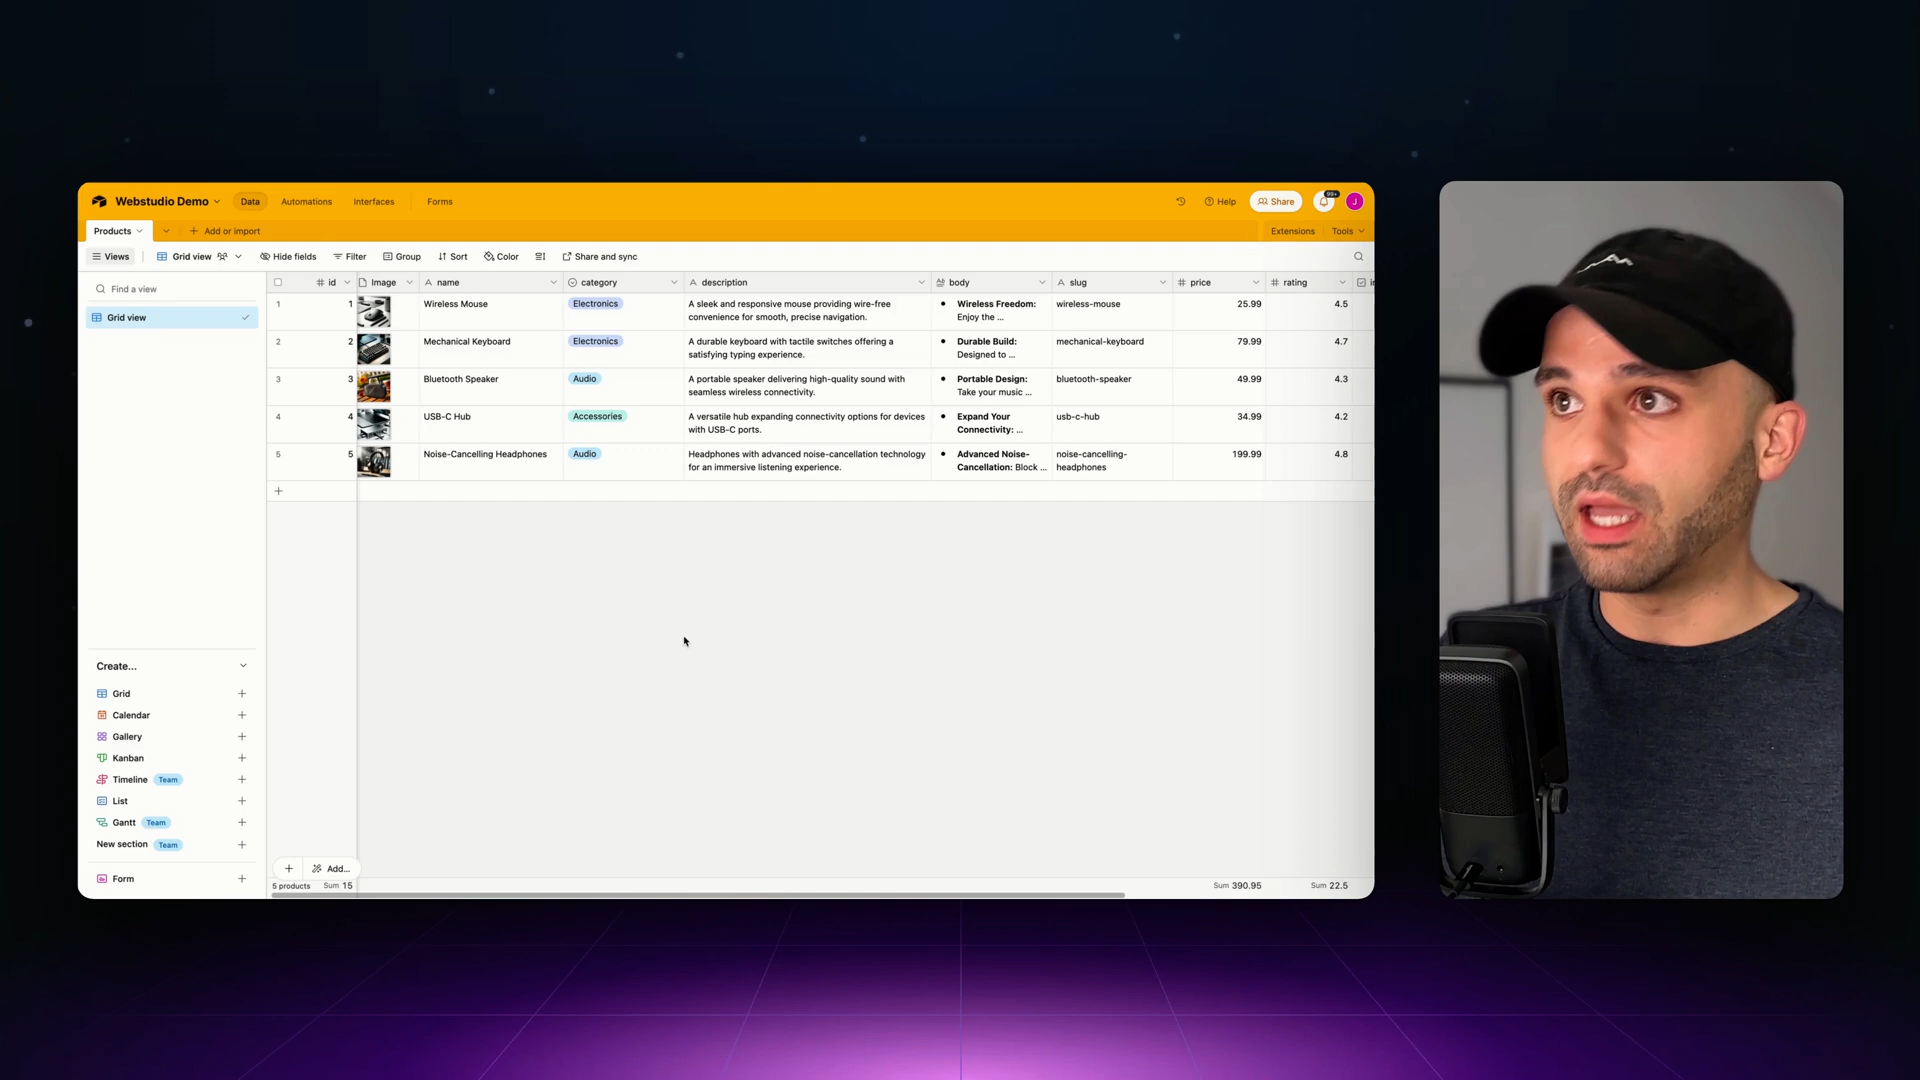 Webstudio Demo Data Automations Interfaces Forms Help Share 99+ J
Products Add or import Extensions Tools
Views Grid view Hide fields Filter Group Sort Color Share and sync
Find a view
Grid view
id Image name category description body slug price rating
1 1 Wireless Mouse Electronics A sleek and responsive mouse providing wire-free Wireless Freedom: wireless-mouse 25.99 4.5
convenience for smooth, precise navigation. Enjoy the ...
2 2 Mechanical Keyboard Electronics A durable keyboard with tactile switches offering a Durable Build: mechanical-keyboard 79.99 4.7
satisfying typing experience. Designed to ...
3 3 Bluetooth Speaker Audio A portable speaker delivering high-quality sound with Portable Design: bluetooth-speaker 49.99 4.3
seamless wireless connectivity. Take your music ...
4 4 USB-C Hub Accessories A versatile hub expanding connectivity options for devices Expand Your usb-c-hub 34.99 4.2
with USB-C ports. Connectivity: ...
5 5 Noise-Cancelling Headphones Audio Headphones with advanced noise-cancellation technology Advanced Noise- noise-cancelling- 199.99 4.8
for an immersive listening experience. Cancellation: Block ... headphones
Create...
Grid
Calendar
Gallery
Kanban
Timeline Team
List
Gantt Team
New section Team
Form
Add...
5 products Sum 15 Sum 390.95 Sum 22.5